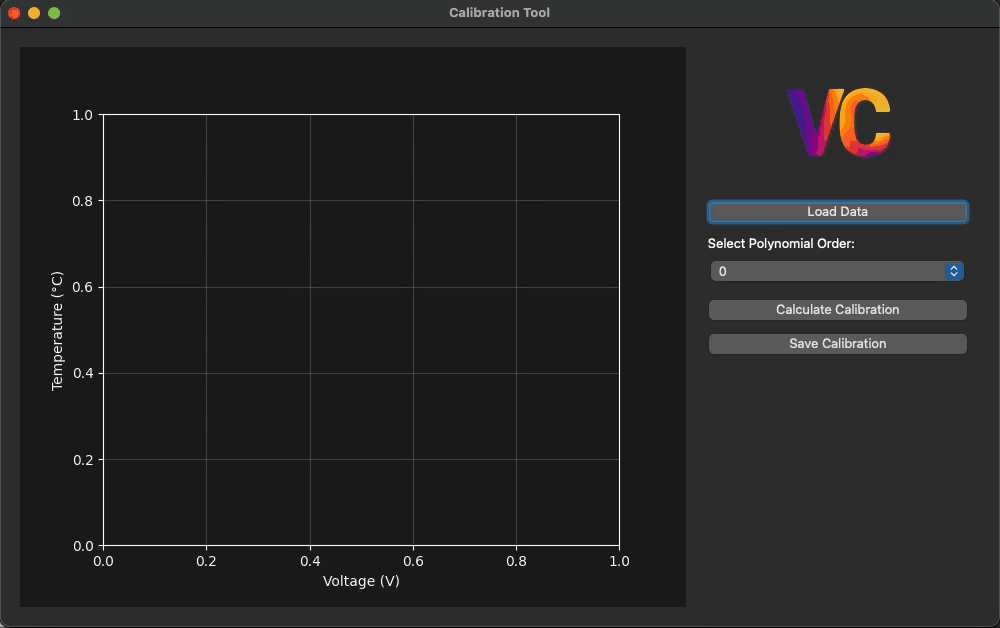 Calibration Tool
VC
Load Data
Select Polynomial Order:
0
Calculate Calibration
Save Calibration
1.0
0.8
0.6
0.4
0.2
0.0
Temperature (°C)
0.0 0.2 0.4 0.6 0.8 1.0
Voltage (V)